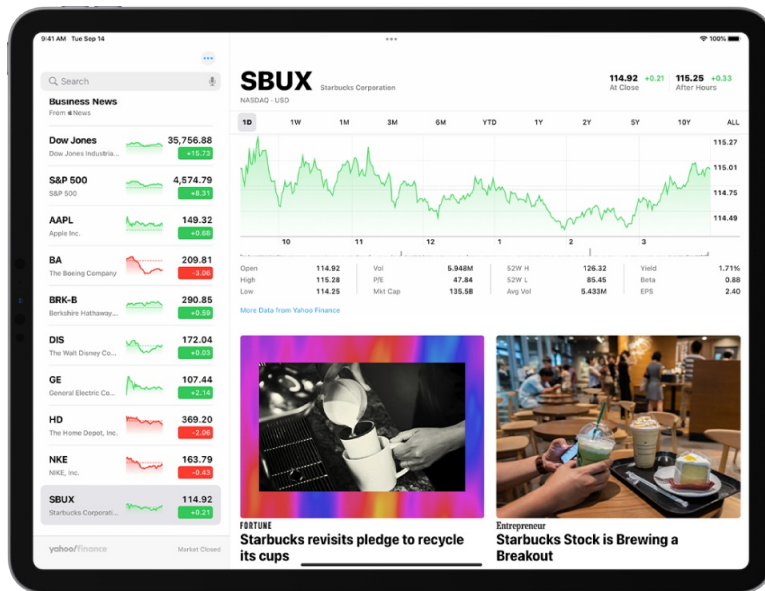 9:41 AM Tue Sep 14
100%
Search
Business News
From News
Dow Jones
35,756.88
Dow Jones Industria...
+15.73
S&P 500
4,574.79
S&P 500
+8.31
AAPL
149.32
Apple Inc.
+0.68
BA
209.81
The Boeing Company
-3.06
BRK-B
290.85
Berkshire Hathaway...
+0.59
DIS
172.04
The Walt Disney Co...
+0.03
GE
107.44
General Electric Co...
+2.14
HD
369.20
The Home Depot, Inc.
-2.06
NKE
163.79
NIKE, Inc.
-0.43
SBUX
114.92
Starbucks Corporati...
+0.21
yahoo!finance
Market Closed
SBUX Starbucks Corporation
NASDAQ · USD
114.92 +0.21
At Close
115.25 +0.33
After Hours
1D 1W 1M 3M 6M YTD 1Y 2Y 5Y 10Y ALL
115.27
115.01
114.75
114.49
10 11 12 1 2 3
Open 114.92 Vol 5.948M 52W H 126.32 Yield 1.71%
High 115.28 P/E 47.84 52W L 85.45 Beta 0.88
Low 114.25 Mkt Cap 135.5B Avg Vol 5.433M EPS 2.40
More Data from Yahoo Finance
FORTUNE
Starbucks revisits pledge to recycle
its cups
Entrepreneur
Starbucks Stock is Brewing a
Breakout